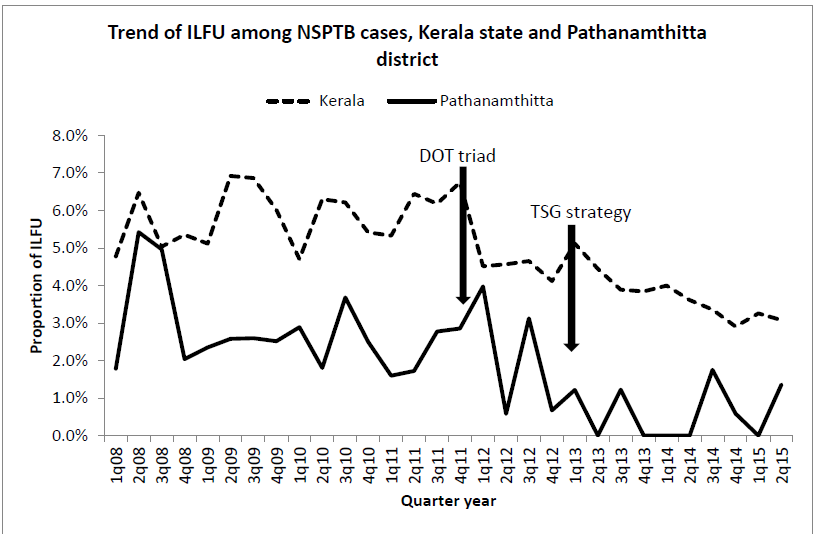 Trend of ILFU among NSPTB cases, Kerala state and Pathanamthitta
district
Kerala
Pathanamthitta
8.0%
7.0%
6.0%
5.0%
4.0%
3.0%
2.0%
1.0%
0.0%
Proportion of ILFU
DOT triad
TSG strategy
1q08
2q08
3q08
4q08
1q09
2q09
3q09
4q09
1q10
2q10
3q10
4q10
1q11
2q11
3q11
4q11
1q12
2q12
3q12
4q12
1q13
2q13
3q13
4q13
1q14
2q14
3q14
4q14
1q15
2q15
Quarter year